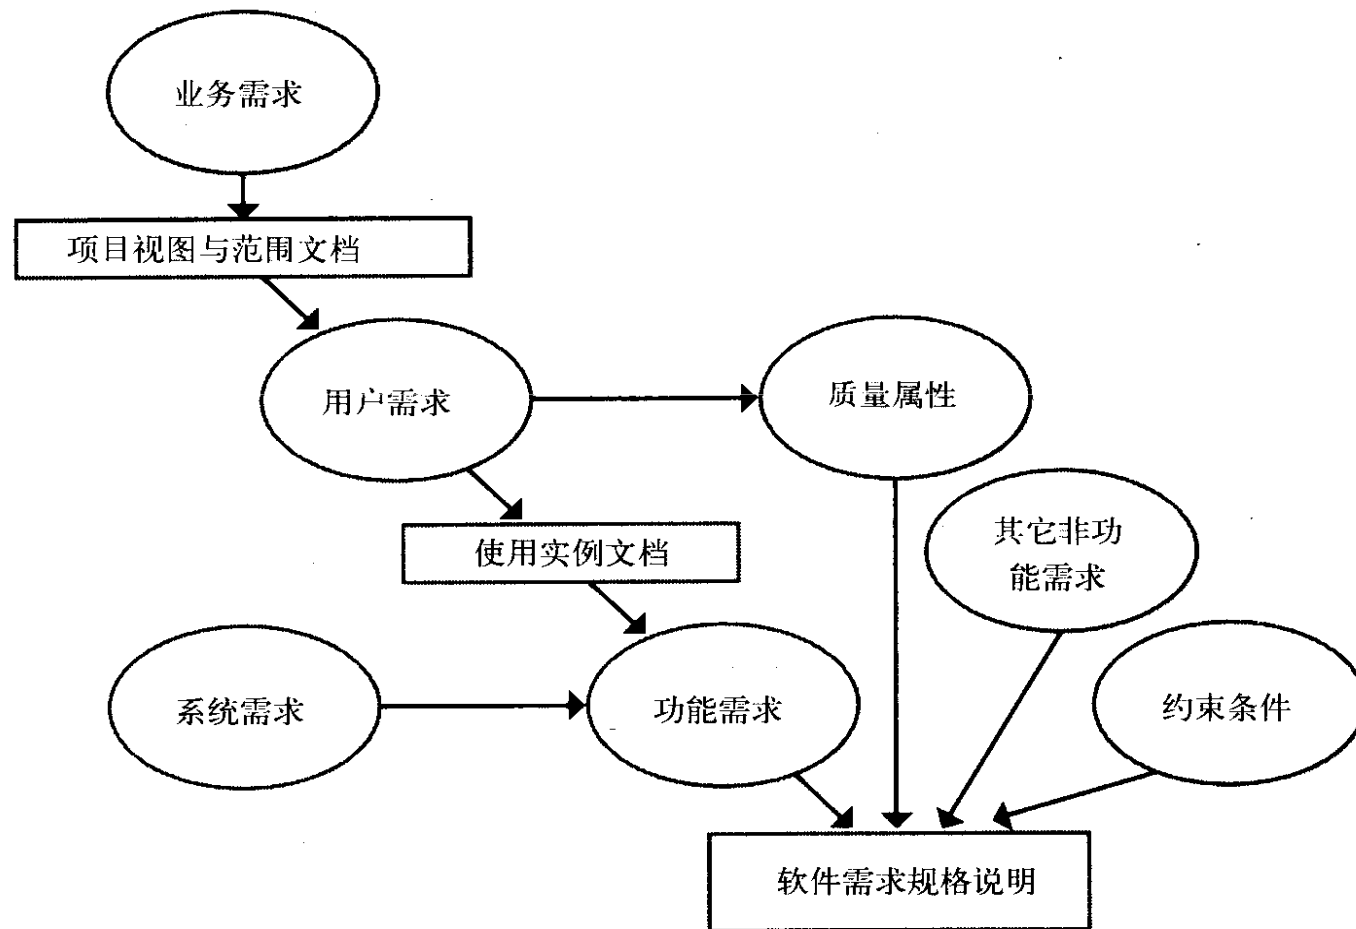 业务需求
项目视图与范围文档
用户需求
质量属性
使用实例文档
其它非功
能需求
系统需求
功能需求
约束条件
软件需求规格说明